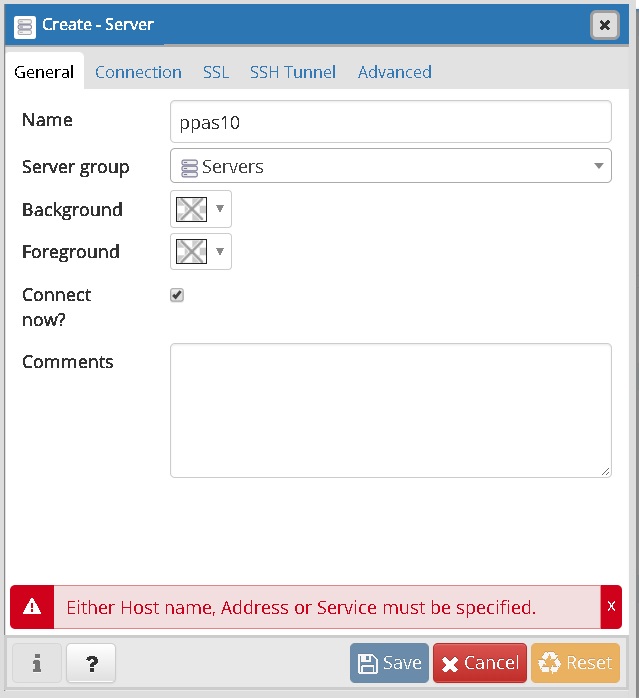 Create - Server
General Connection SSL SSH Tunnel Advanced
Name ppas10
Server group Servers
Background
Foreground
Connect
now?
Comments
Either Host name, Address or Service must be specified. x
i ? Save Cancel Reset